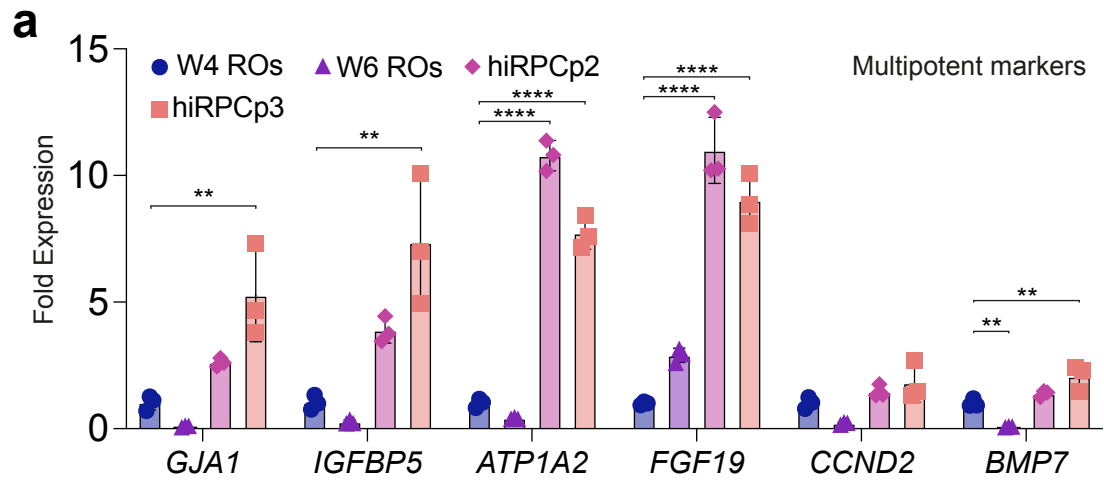 a
15
W4 ROs W6 ROs hiRPCp2
hiRPCp3
Multipotent markers
10
5
0
Fold Expression
**
**
****
****
****
****
**
**
GJA1 IGFBP5 ATP1A2 FGF19 CCND2 BMP7